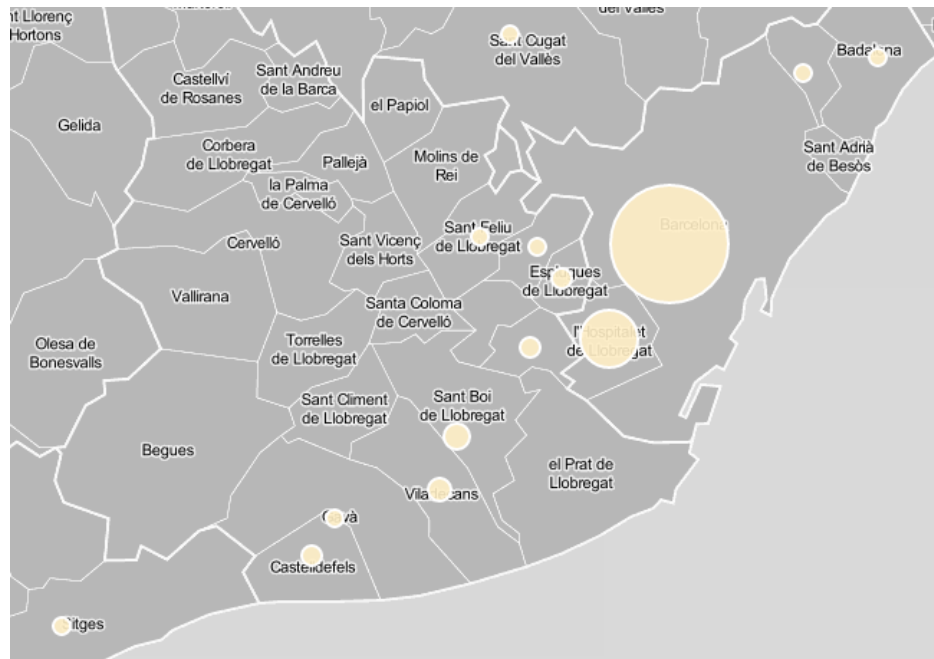 nt Llorenç
Hortons
del Vallès
Sant Cugat
del Vallès
Badalona
Castellví
de Rosanes
Sant Andreu
de la Barca
el Papiol
Gelida
Sant Adrià
de Besòs
Corbera
de Llobregat
Pallejà
Molins de
Rei
la Palma
de Cervelló
Barcelona
Cervelló
Sant Vicenç
dels Horts
Sant Feliu
de Llobregat
Esplugues
de Llobregat
Vallirana
Santa Coloma
de Cervelló
Olesa de
Bonesvalls
Torrelles
de Llobregat
l'Hospitalet
de Llobregat
Sant Climent
de Llobregat
Sant Boi
de Llobregat
Begues
el Prat de
Llobregat
Viladecans
Gavà
Castelldefels
Sitges